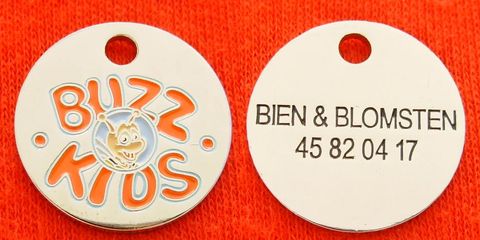 BUZZ
KIDS
BIEN & BLOMSTEN
45 82 04 17